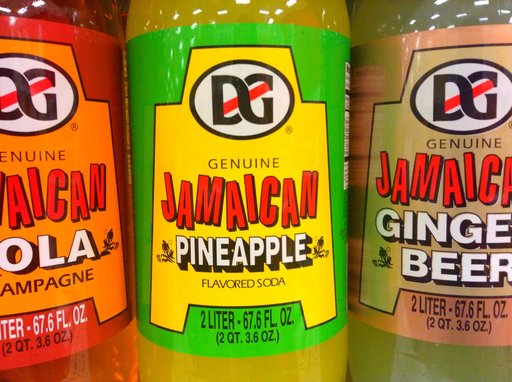 DG
®
ENUINE
AICAN
OLA
AMPAGNE
ITER - 67.6 FL. OZ.
(2 QT. 3.6 OZ.)
DG
®
GENUINE
JAMAICAN
PINEAPPLE
FLAVORED SODA
2 LITER - 67.6 FL. OZ.
(2 QT. 3.6 OZ.)
DG
®
GENUINE
JAMAICA
GINGE
BEER
2 LITER - 67.6 FL. OZ.
(2 QT. 3.6 OZ.)